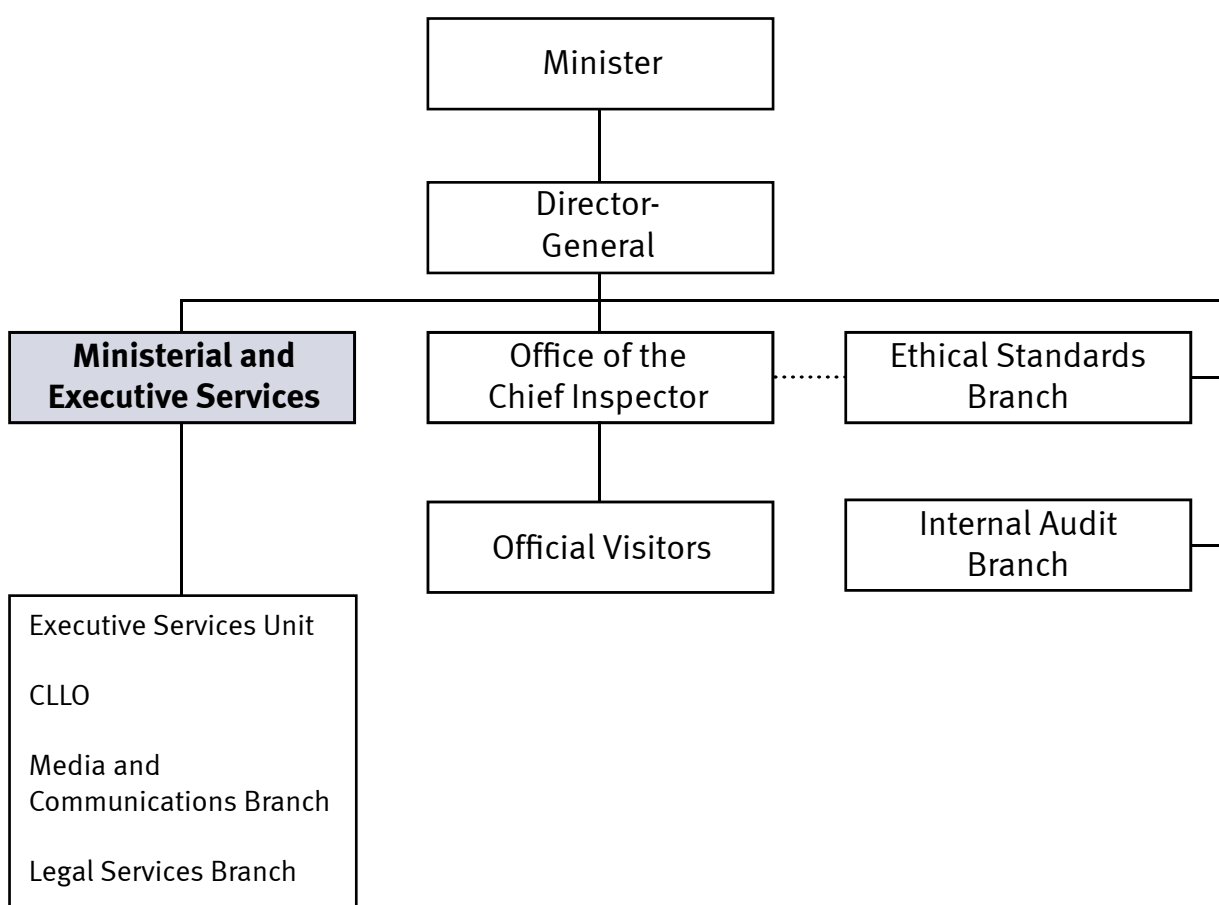 Minister
Director-
General
Ministerial and
Executive Services
Office of the
Chief Inspector
Ethical Standards
Branch
Official Visitors
Internal Audit
Branch
Executive Services Unit
CLLO
Media and
Communications Branch
Legal Services Branch